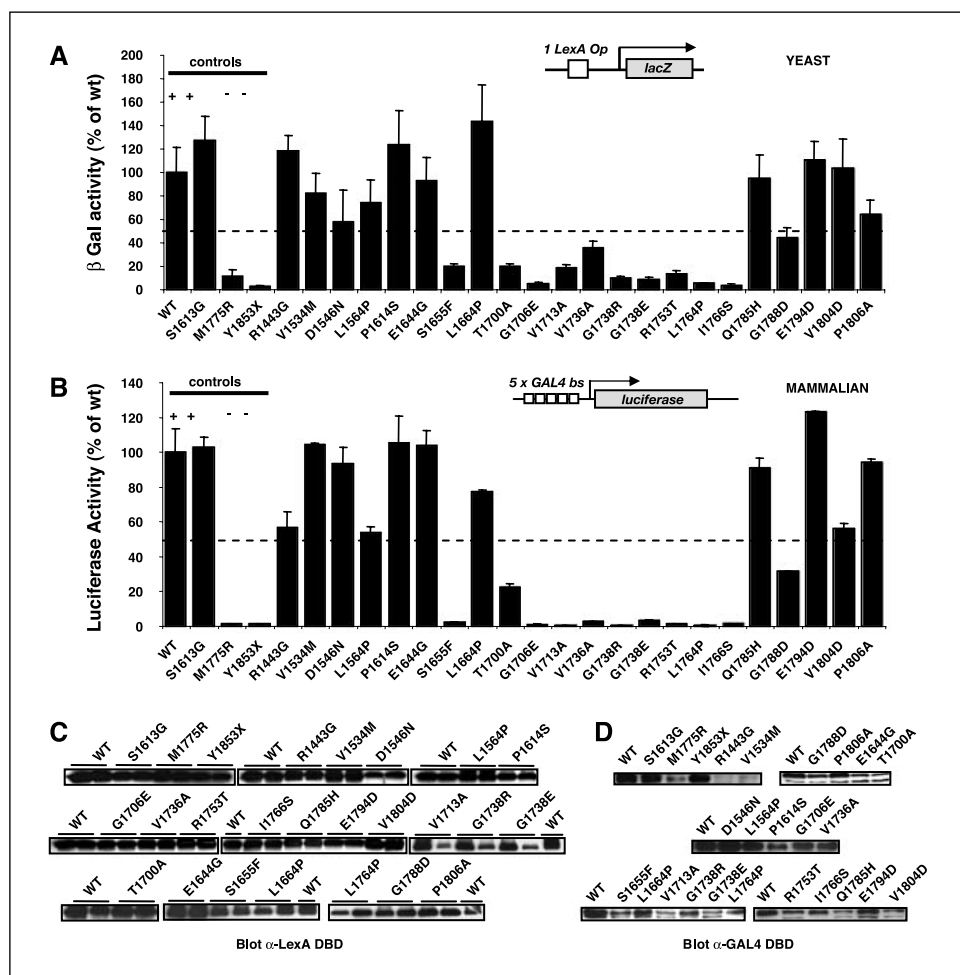 A
β Gal activity (% of wt)
200
180
160
140
120
100
80
60
40
20
0
controls
+ + - -
1 LexA Op
lacZ
YEAST
WT S1613G M1775R Y1853X R1443G V1534M D1546N L1564P P1614S E1644G S1655F L1664P T1700A G1706E V1713A V1736A G1738R G1738E R1753T L1764P I1766S Q1785H G1788D E1794D V1804D P1806A
B
Luciferase Activity (% of wt)
140
120
100
80
60
40
20
0
controls
+ + - -
5 x GAL4 bs
luciferase
MAMMALIAN
WT S1613G M1775R Y1853X R1443G V1534M D1546N L1564P P1614S E1644G S1655F L1664P T1700A G1706E V1713A V1736A G1738R G1738E R1753T L1764P I1766S Q1785H G1788D E1794D V1804D P1806A
C
WT S1613G M1775R Y1853X WT R1443G V1534M D1546N WT L1564P P1614S
WT G1706E V1736A R1753T WT I1766S Q1785H E1794D V1804D V1713A G1738R G1738E WT
WT T1700A E1644G S1655F L1664P WT L1764P G1788D P1806A WT
Blot α-LexA DBD
D
WT S1613G M1775R Y1853X R1443G V1534M WT G1788D P1806A E1644G T1700A
WT D1546N L1564P P1614S G1706E V1736A
WT S1655F L1664P V1713A G1738R G1738E L1764P WT R1753T I1766S Q1785H E1794D V1804D
Blot α-GAL4 DBD